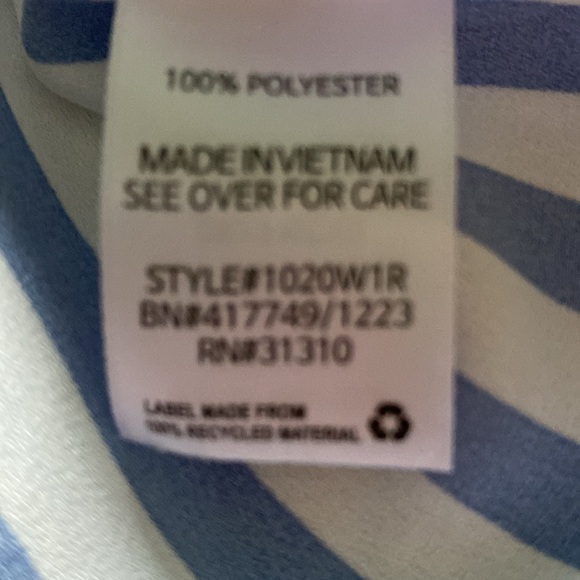 100% POLYESTER
MADE IN VIETNAM
SEE OVER FOR CARE
STYLE#1020W1R
BN#417749/1223
RN#31310
LABEL MADE FROM
100% RECYCLED MATERIAL